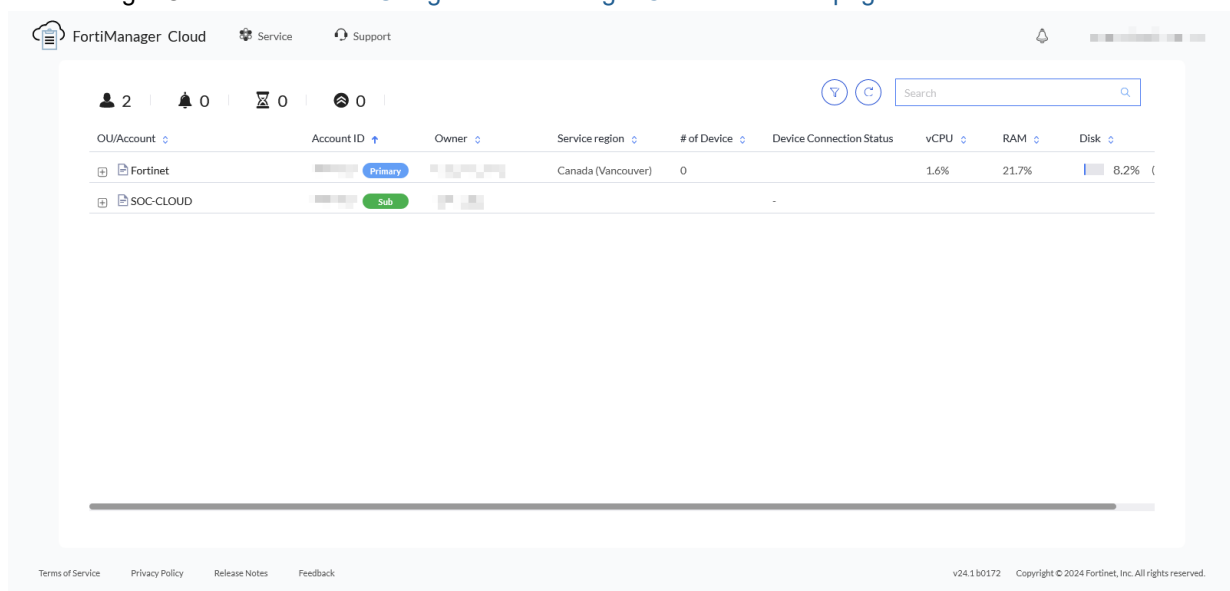 FortiManager Cloud Service Support
2 0 0 0 Search
OU/Account Account ID Owner Service region # of Device Device Connection Status vCPU RAM Disk
Fortinet Primary Canada (Vancouver) 0 1.6% 21.7% 8.2% (
SOC-CLOUD Sub -
Terms of Service Privacy Policy Release Notes Feedback v24.1 b0172 Copyright © 2024 Fortinet, Inc. All rights reserved.